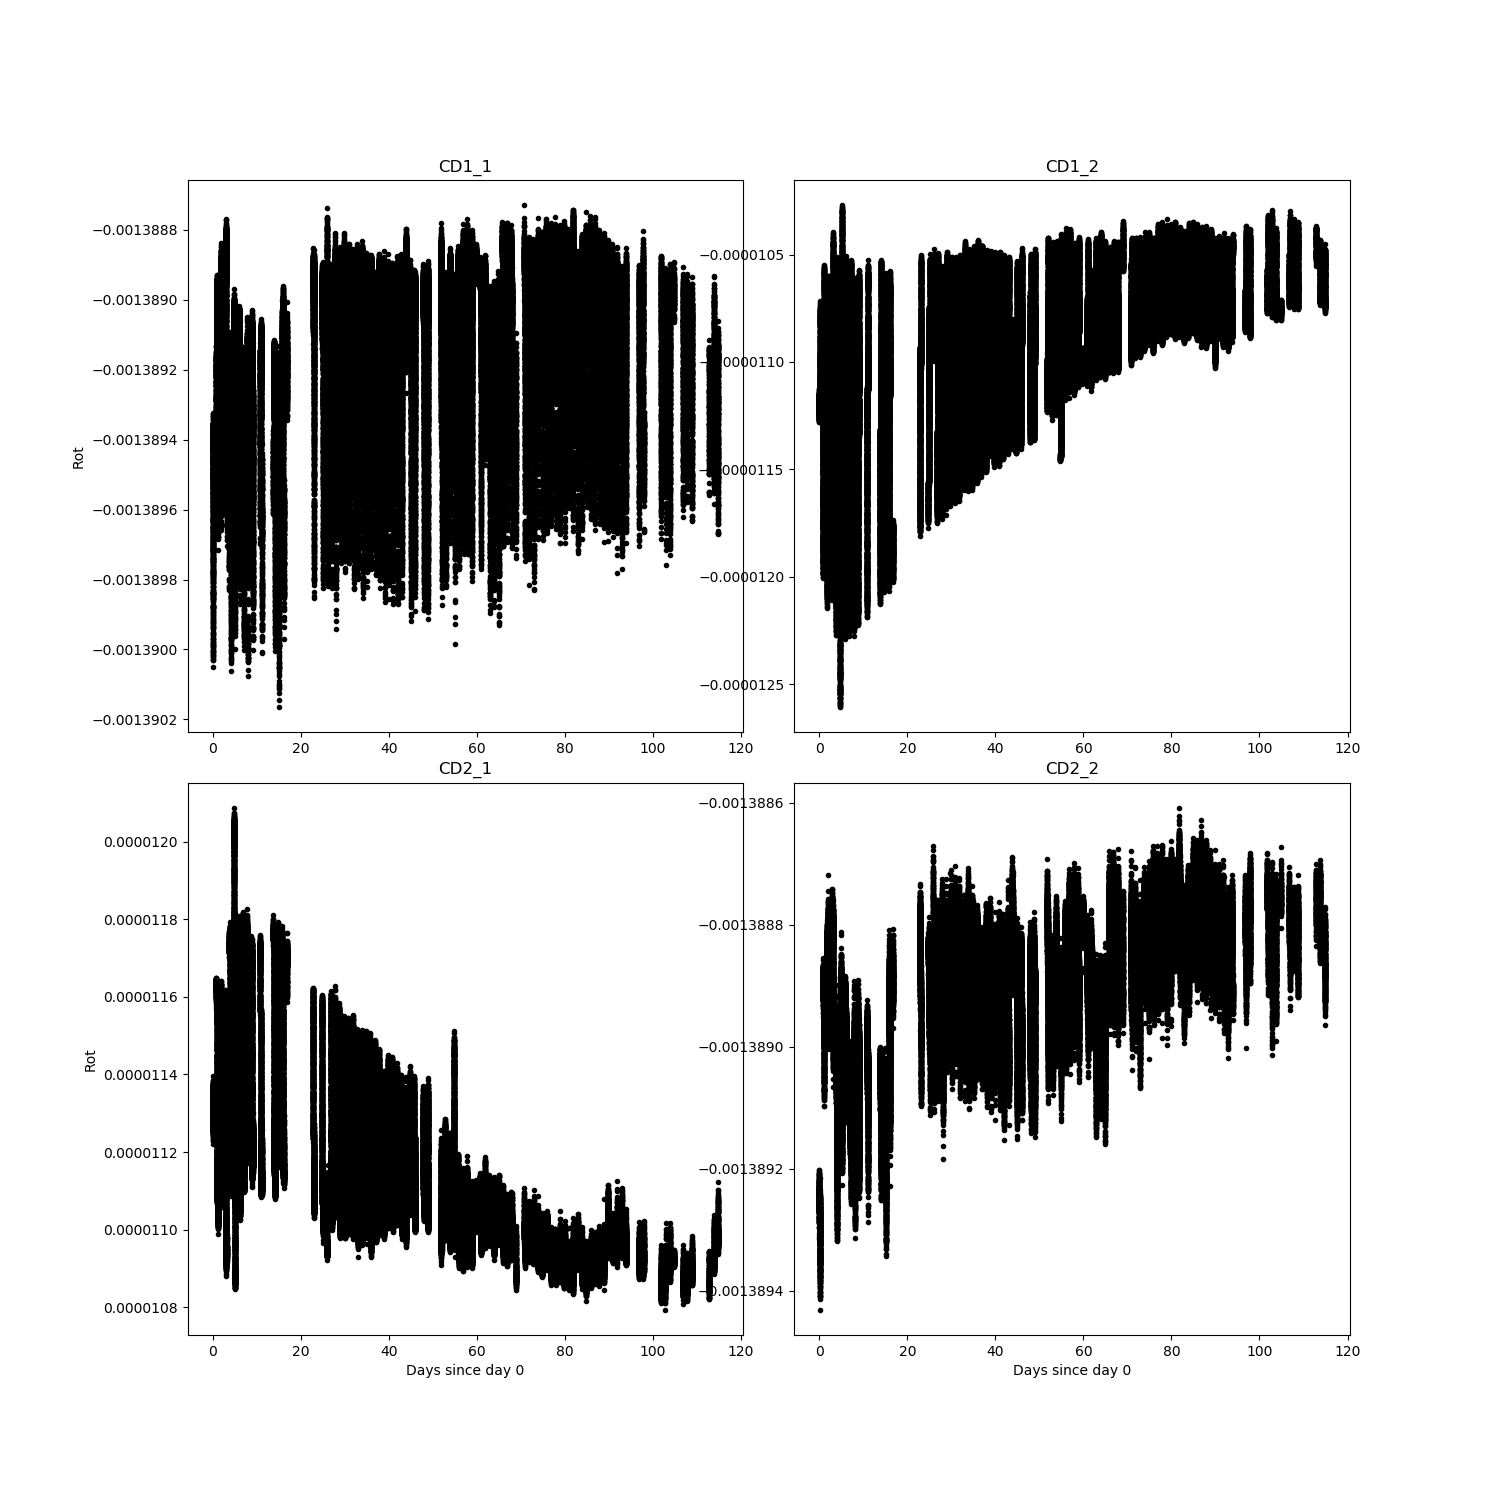 CD1_1
CD1_2
−0.0013888
−0.0013890
−0.0013892
−0.0013894
−0.0013896
−0.0013898
−0.0013900
−0.0013902
Rot
0 20 40 60 80 100 120
−0.0000105
−0.0000110
−0.0000115
−0.0000120
−0.0000125
0 20 40 60 80 100 120
CD2_1
CD2_2
0.0000120
0.0000118
0.0000116
0.0000114
0.0000112
0.0000110
0.0000108
Rot
0 20 40 60 80 100 120
Days since day 0
−0.0013886
−0.0013888
−0.0013890
−0.0013892
−0.0013894
0 20 40 60 80 100 120
Days since day 0